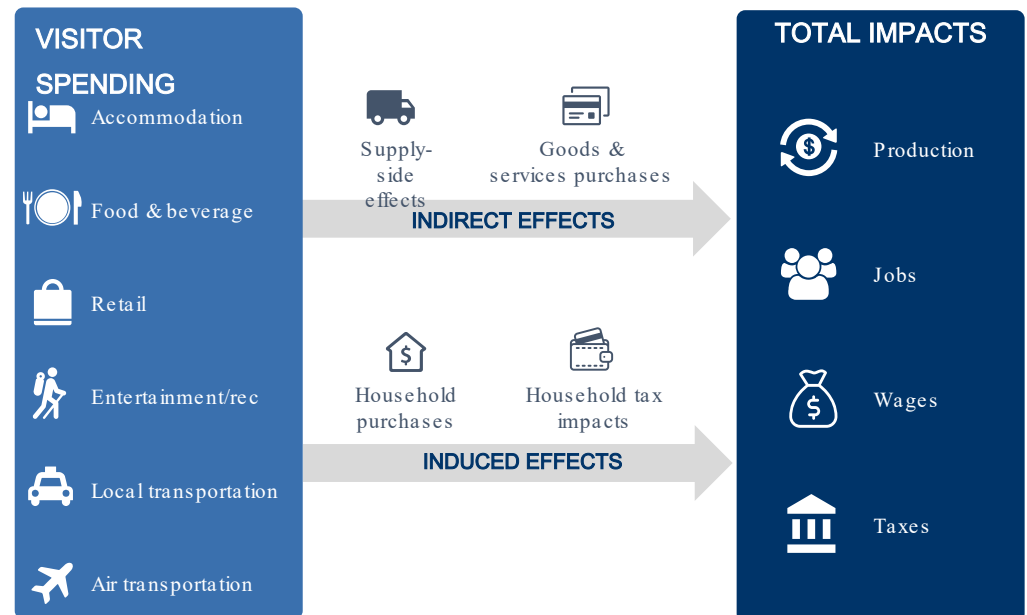 VISITOR
SPENDING
Accommodation
Food & beverage
Retail
Entertainment/rec
Local transportation
Air transportation
Supply-
side
effects
Goods &
services purchases
INDIRECT EFFECTS
Household
purchases
Household tax
impacts
INDUCED EFFECTS
TOTAL IMPACTS
$
Production
Jobs
$
Wages
Taxes
$